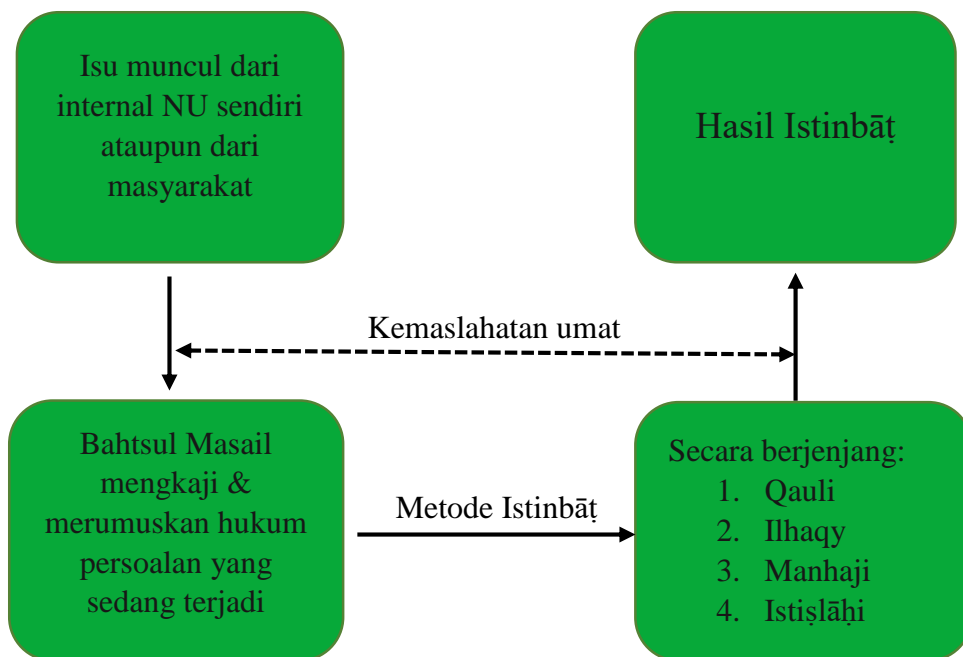 Isu muncul dari
internal NU sendiri
ataupun dari
masyarakat
Hasil Istinbāṭ
Kemaslahatan umat
Bahtsul Masail
mengkaji &
merumuskan hukum
persoalan yang
sedang terjadi
Metode Istinbāṭ
Secara berjenjang:
1. Qauli
2. Ilhaqy
3. Manhaji
4. Istiṣlāḥi